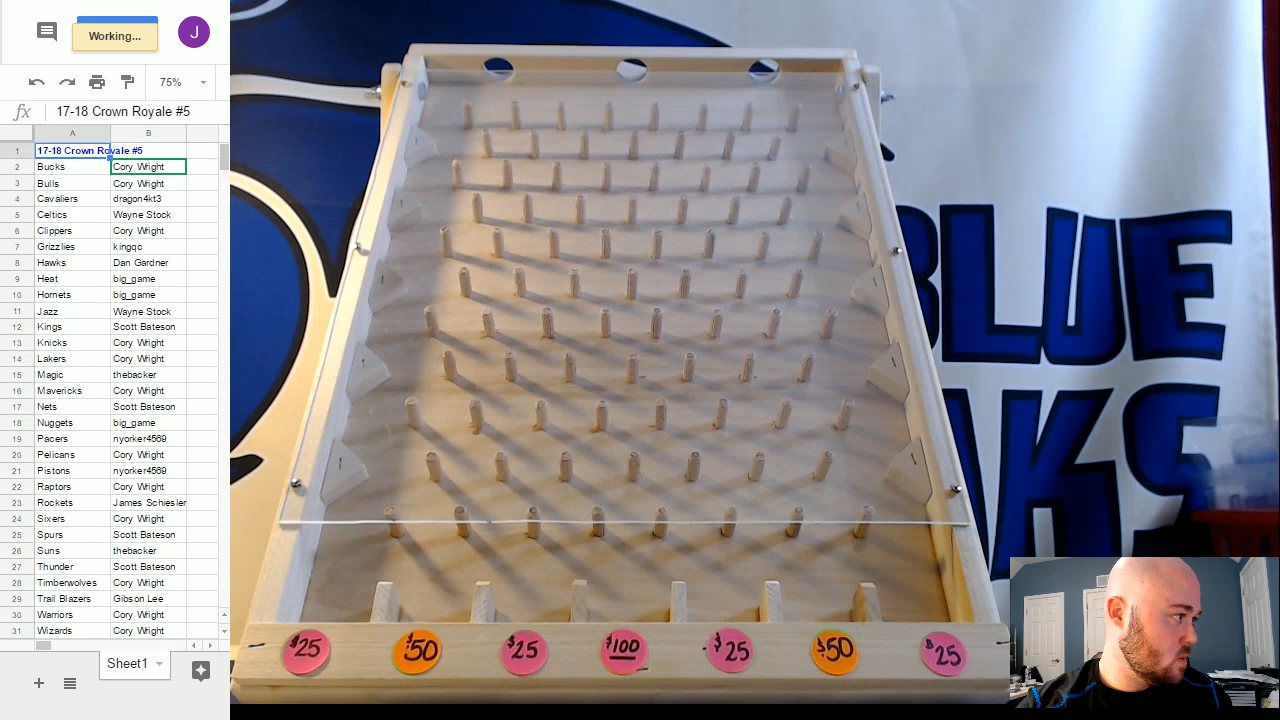 Working...
J
75%
fx 17-18 Crown Royale #5
A B
1 17-18 Crown Royale #5
2 Bucks Cory Wright
3 Bulls Cory Wright
4 Cavaliers dragon4kt3
5 Celtics Wayne Stock
6 Clippers Cory Wright
7 Grizzlies kingqc
8 Hawks Dan Gardner
9 Heat big_game
10 Hornets big_game
11 Jazz Wayne Stock
12 Kings Scott Bateson
13 Knicks Cory Wright
14 Lakers Cory Wright
15 Magic thebacker
16 Mavericks Cory Wright
17 Nets Scott Bateson
18 Nuggets big_game
19 Pacers nyorker4569
20 Pelicans Cory Wright
21 Pistons nyorker4569
22 Raptors Cory Wright
23 Rockets James Schiesler
24 Sixers Cory Wright
25 Spurs Scott Bateson
26 Suns thebacker
27 Thunder Scott Bateson
28 Timberwolves Cory Wright
29 Trail Blazers Gibson Lee
30 Warriors Cory Wright
31 Wizards Cory Wright
Sheet1
BLUE
AKS
$25 $50 $25 $100 $25 $50 $25